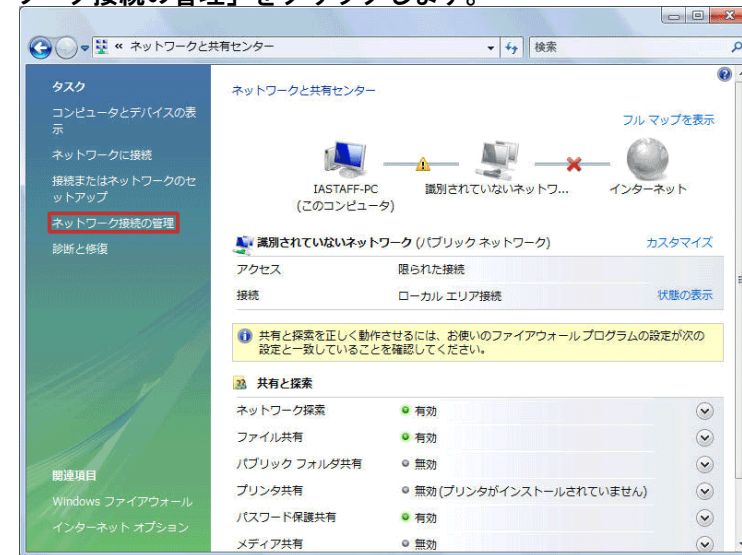 ーク接続の管理」をクリックします。
« ネットワークと共有センター
検索
タスク
コンピュータとデバイスの表
示
ネットワークに接続
接続またはネットワークのセ
ットアップ
ネットワーク接続の管理
診断と修復
関連項目
Windows ファイアウォール
インターネット オプション
ネットワークと共有センター
フル マップを表示
IASTAFF-PC
(このコンピュータ)
識別されていないネットワ...
インターネット
識別されていないネットワーク (パブリック ネットワーク)
カスタマイズ
アクセス
限られた接続
接続
ローカル エリア接続
状態の表示
共有と探索を正しく動作させるには、お使いのファイアウォール プログラムの設定が次の
設定と一致していることを確認してください。
共有と探索
ネットワーク探索
有効
ファイル共有
有効
パブリック フォルダ共有
無効
プリンタ共有
無効 (プリンタがインストールされていません)
パスワード保護共有
有効
メディア共有
無効